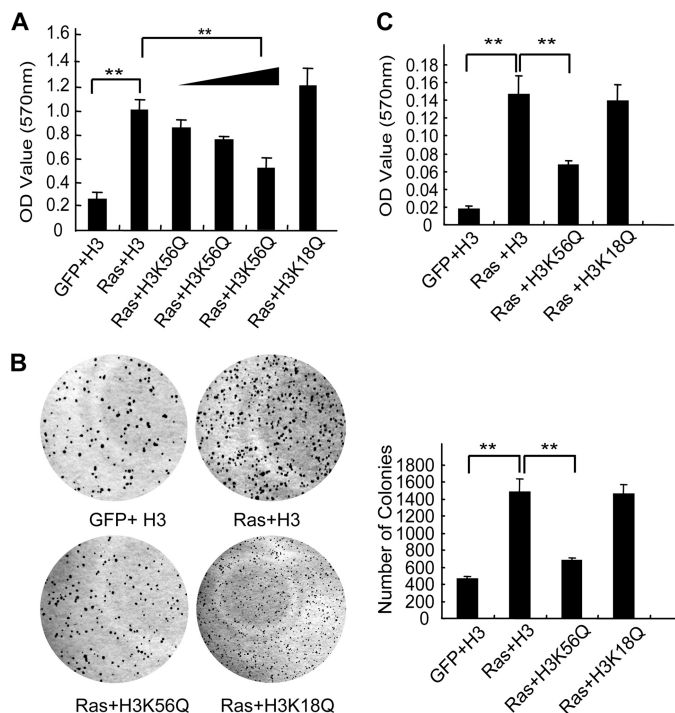 A
OD Value (570nm)
1.6
1.4
1.2
1.0
0.8
0.6
0.4
0.2
0
**
**
GFP+H3
Ras+H3
Ras+H3K56Q
Ras+H3K56Q
Ras+H3K56Q
Ras+H3K18Q
C
OD Value (570nm)
0.2
0.18
0.16
0.14
0.12
0.08
0.06
0.04
0.02
**
**
GFP+H3
Ras +H3
Ras +H3K56Q
Ras +H3K18Q
B
GFP+ H3
Ras+H3
Ras+H3K56Q
Ras+H3K18Q
Number of Colonies
1800
1600
1400
1200
1000
800
600
400
200
0
**
**
GFP+H3
Ras+H3
Ras+H3K56Q
Ras+H3K18Q